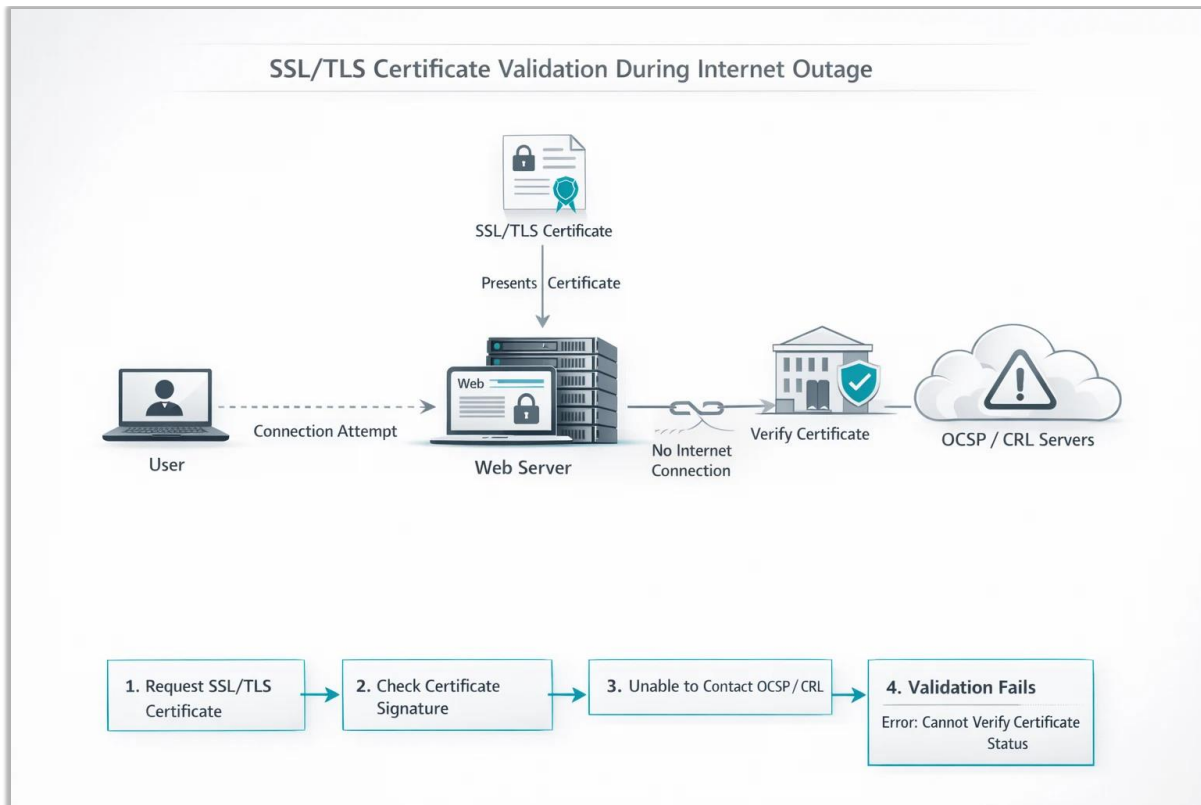 SSL/TLS Certificate Validation During Internet Outage
SSL/TLS Certificate
Presents Certificate
Web
Connection Attempt
User
Web Server
No Internet
Connection
Verify Certificate
OCSP / CRL Servers
1. Request SSL/TLS
Certificate
2. Check Certificate
Signature
3. Unable to Contact OCSP / CRL
4. Validation Fails
Error: Cannot Verify Certificate
Status